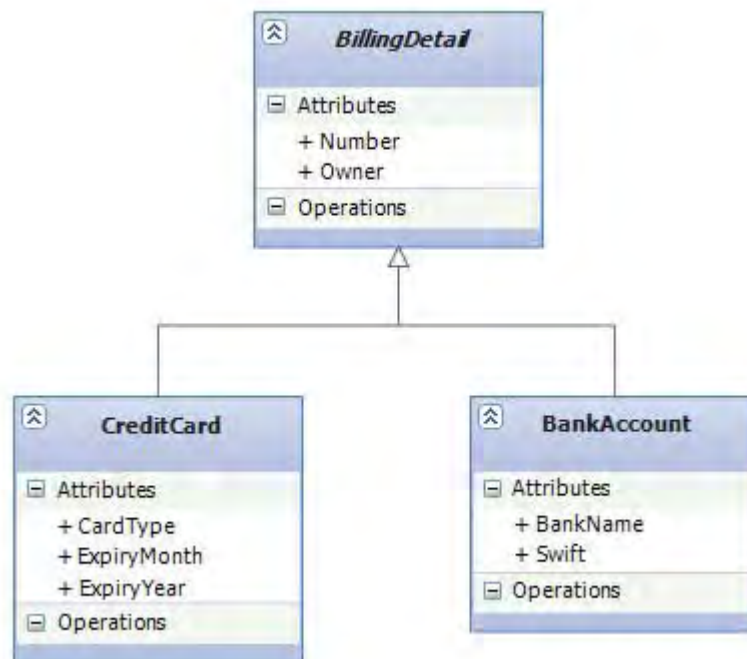 BillingDetail
Attributes
+ Number
+ Owner
Operations
CreditCard
Attributes
+ CardType
+ ExpiryMonth
+ ExpiryYear
Operations
BankAccount
Attributes
+ BankName
+ Swift
Operations